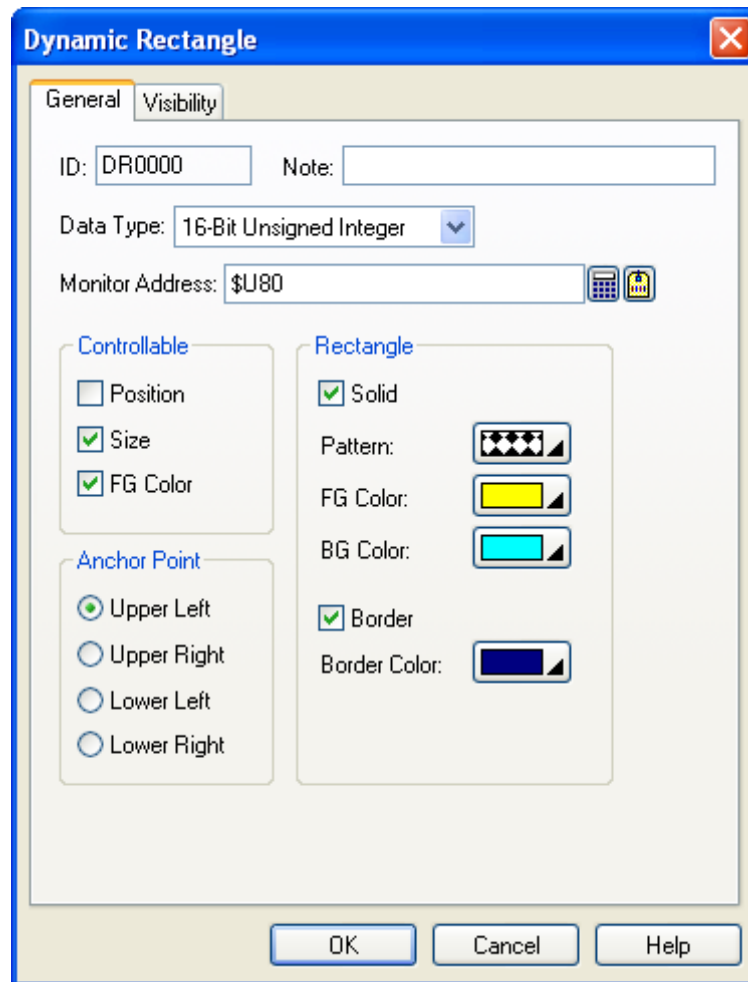 Dynamic Rectangle
General Visibility
ID: DR0000 Note:
Data Type: 16-Bit Unsigned Integer
Monitor Address: $U80
Controllable
Position
Size
FG Color
Anchor Point
Upper Left
Upper Right
Lower Left
Lower Right
Rectangle
Solid
Pattern:
FG Color:
BG Color:
Border
Border Color:
OK Cancel Help